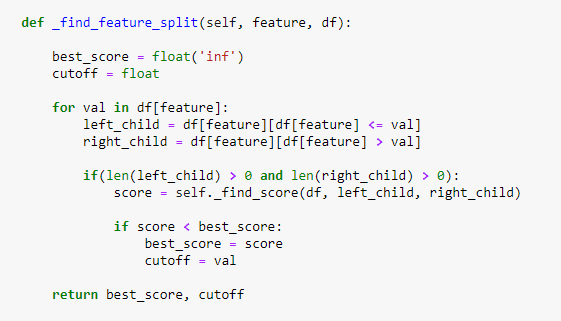 def _find_feature_split(self, feature, df):
best_score = float('inf')
cutoff = float
for val in df[feature]:
left_child = df[feature][df[feature] <= val]
right_child = df[feature][df[feature] > val]
if(len(left_child) > 0 and len(right_child) > 0):
score = self._find_score(df, left_child, right_child)
if score < best_score:
best_score = score
cutoff = val
return best_score, cutoff